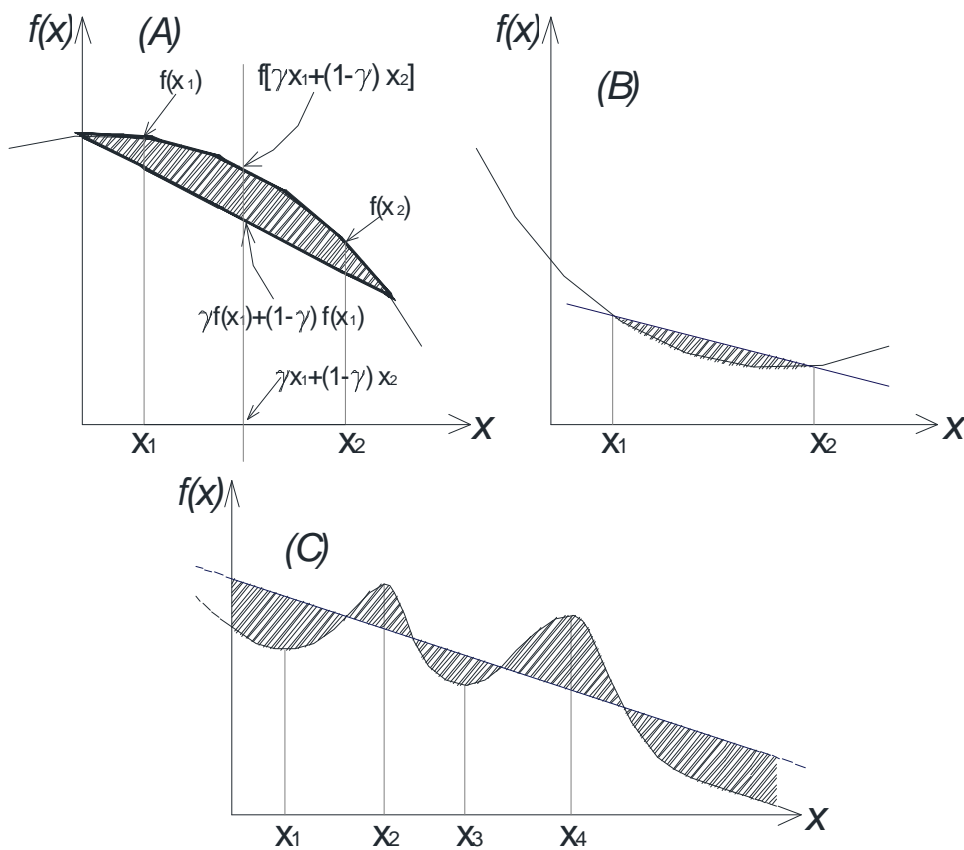 f(x)
(A)
f(x1)
f[γx1+(1-γ) x2]
f(x2)
γf(x1)+(1-γ) f(x1)
γx1+(1-γ) x2
x1
x2
x
f(x)
(B)
x1
x2
x
f(x)
(C)
x1
x2
x3
x4
x